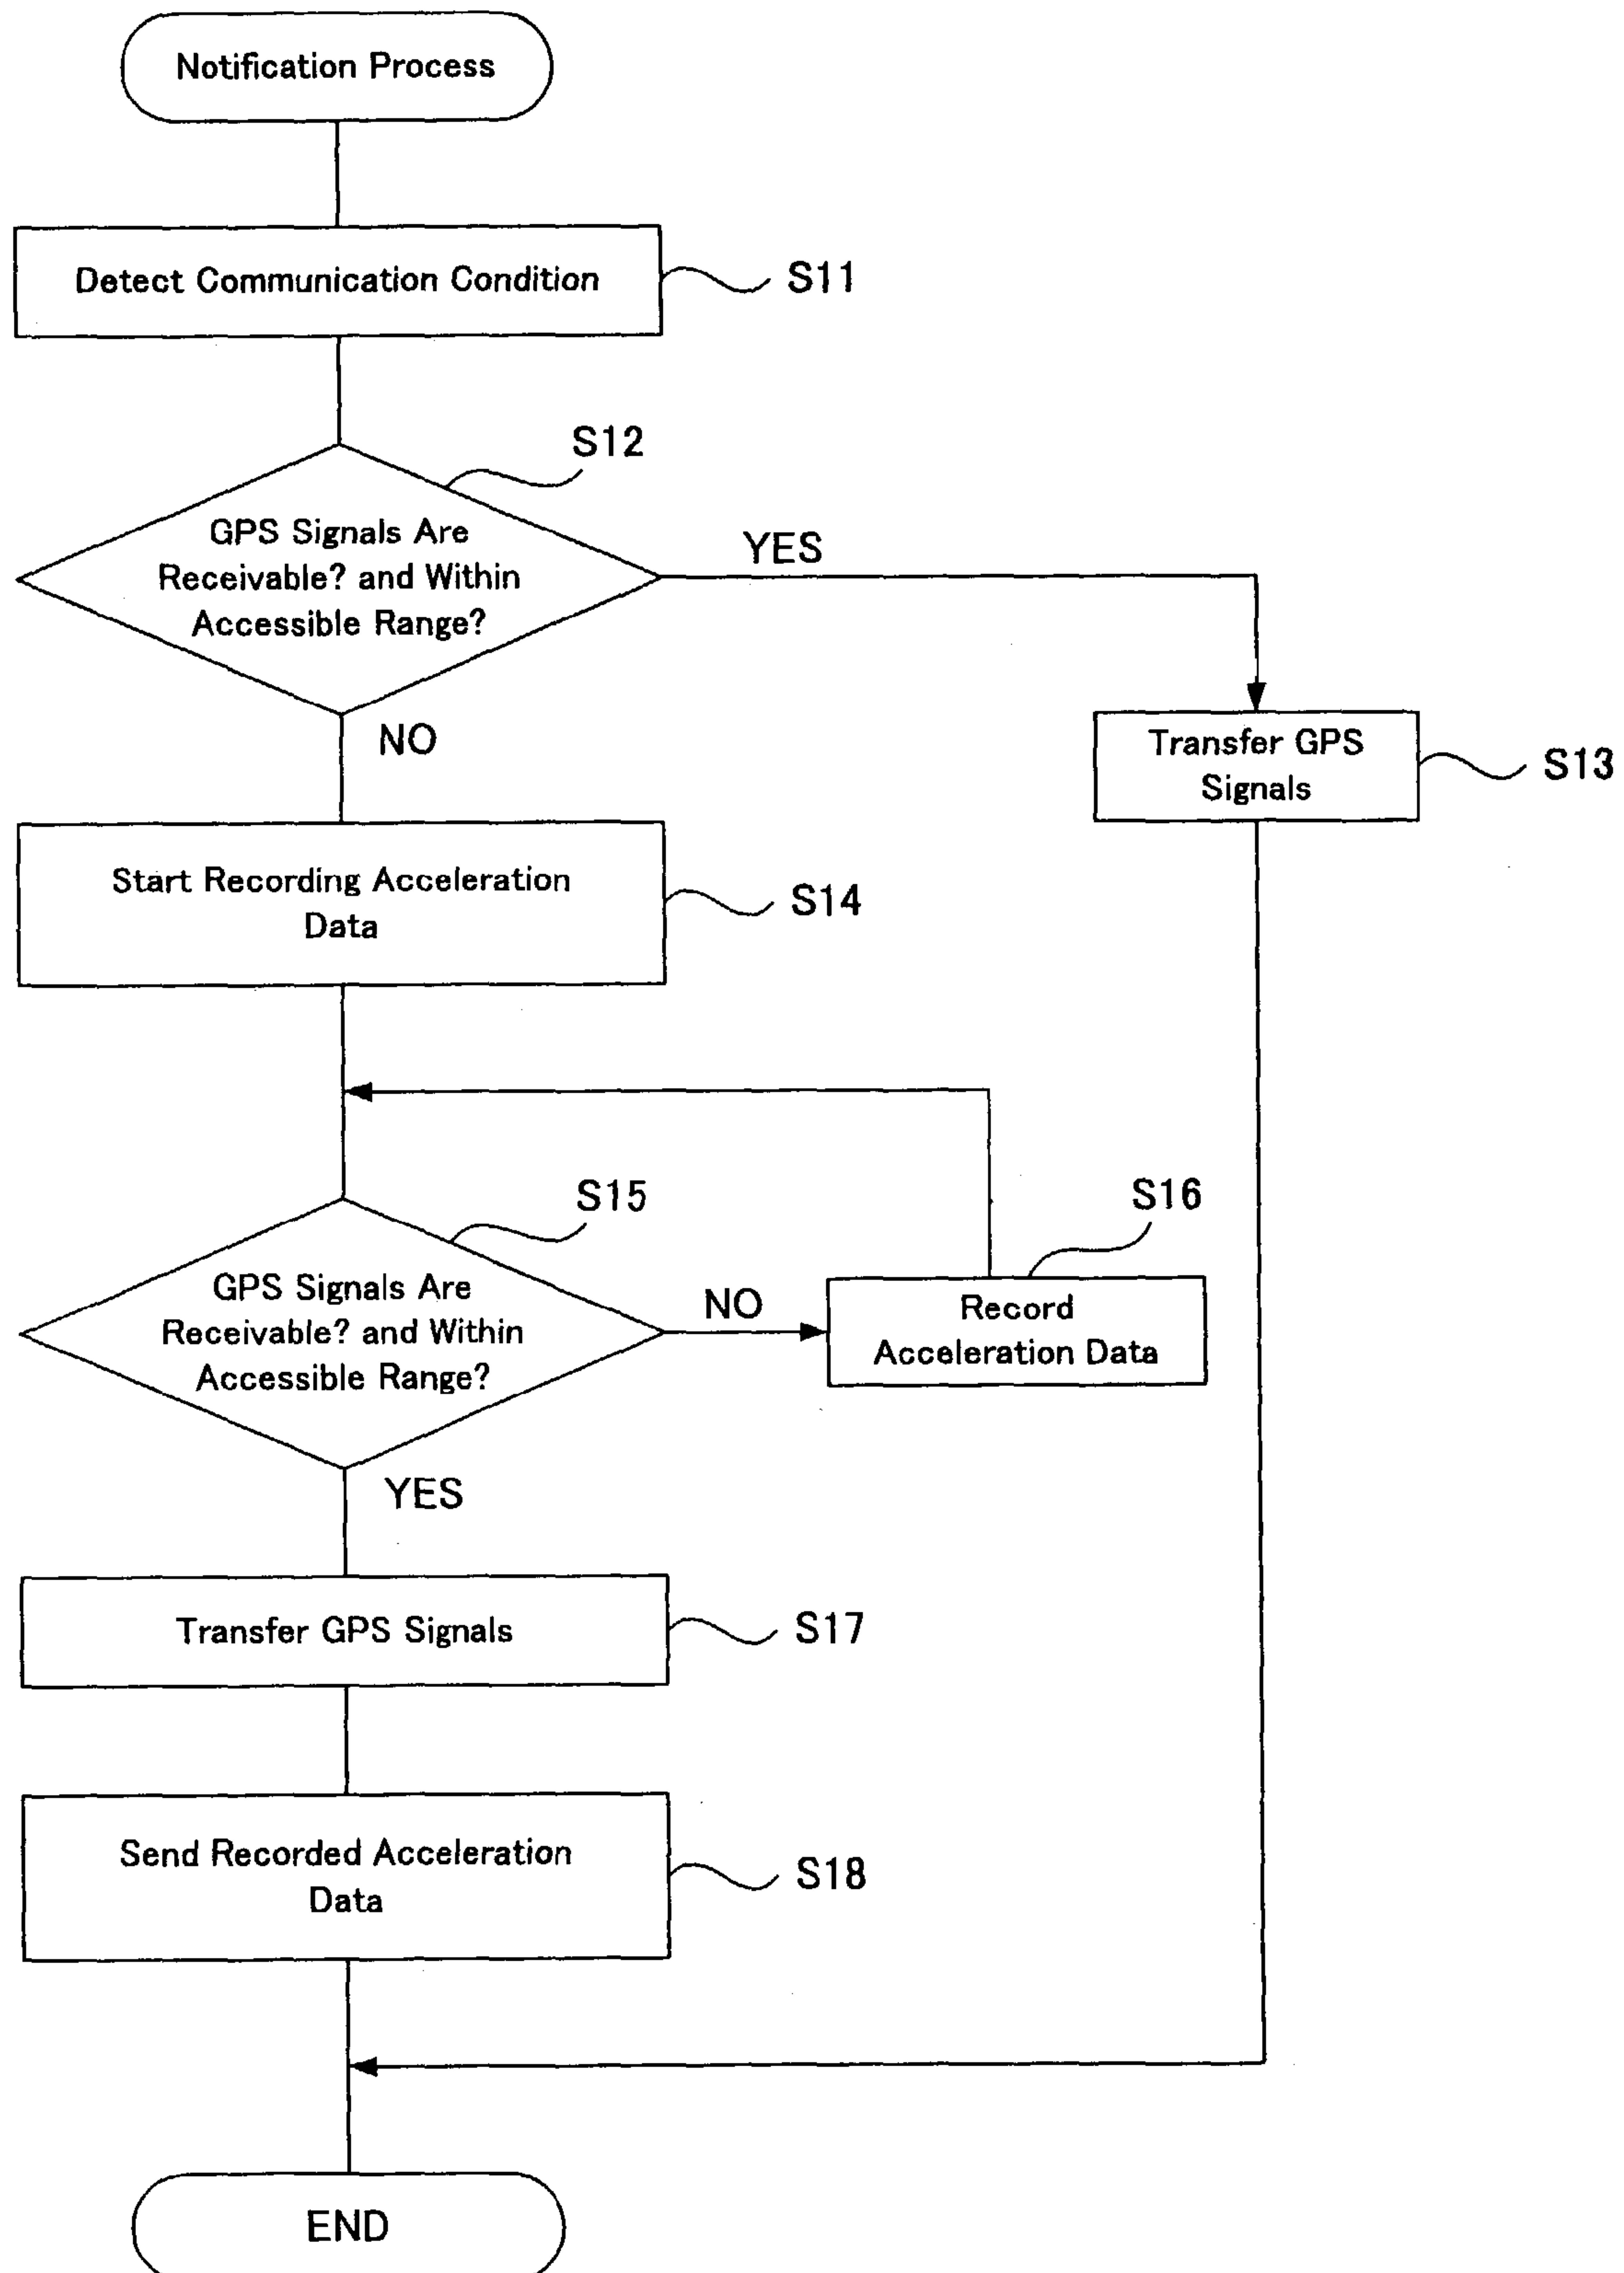 Notification Process
Detect Communication Condition
S11
S12
GPS Signals Are
Receivable? and Within
Accessible Range?
YES
NO
Transfer GPS
Signals
S13
Start Recording Acceleration
Data
S14
S15
GPS Signals Are
Receivable? and Within
Accessible Range?
NO
S16
Record
Acceleration Data
YES
Transfer GPS Signals
S17
Send Recorded Acceleration
Data
S18
END